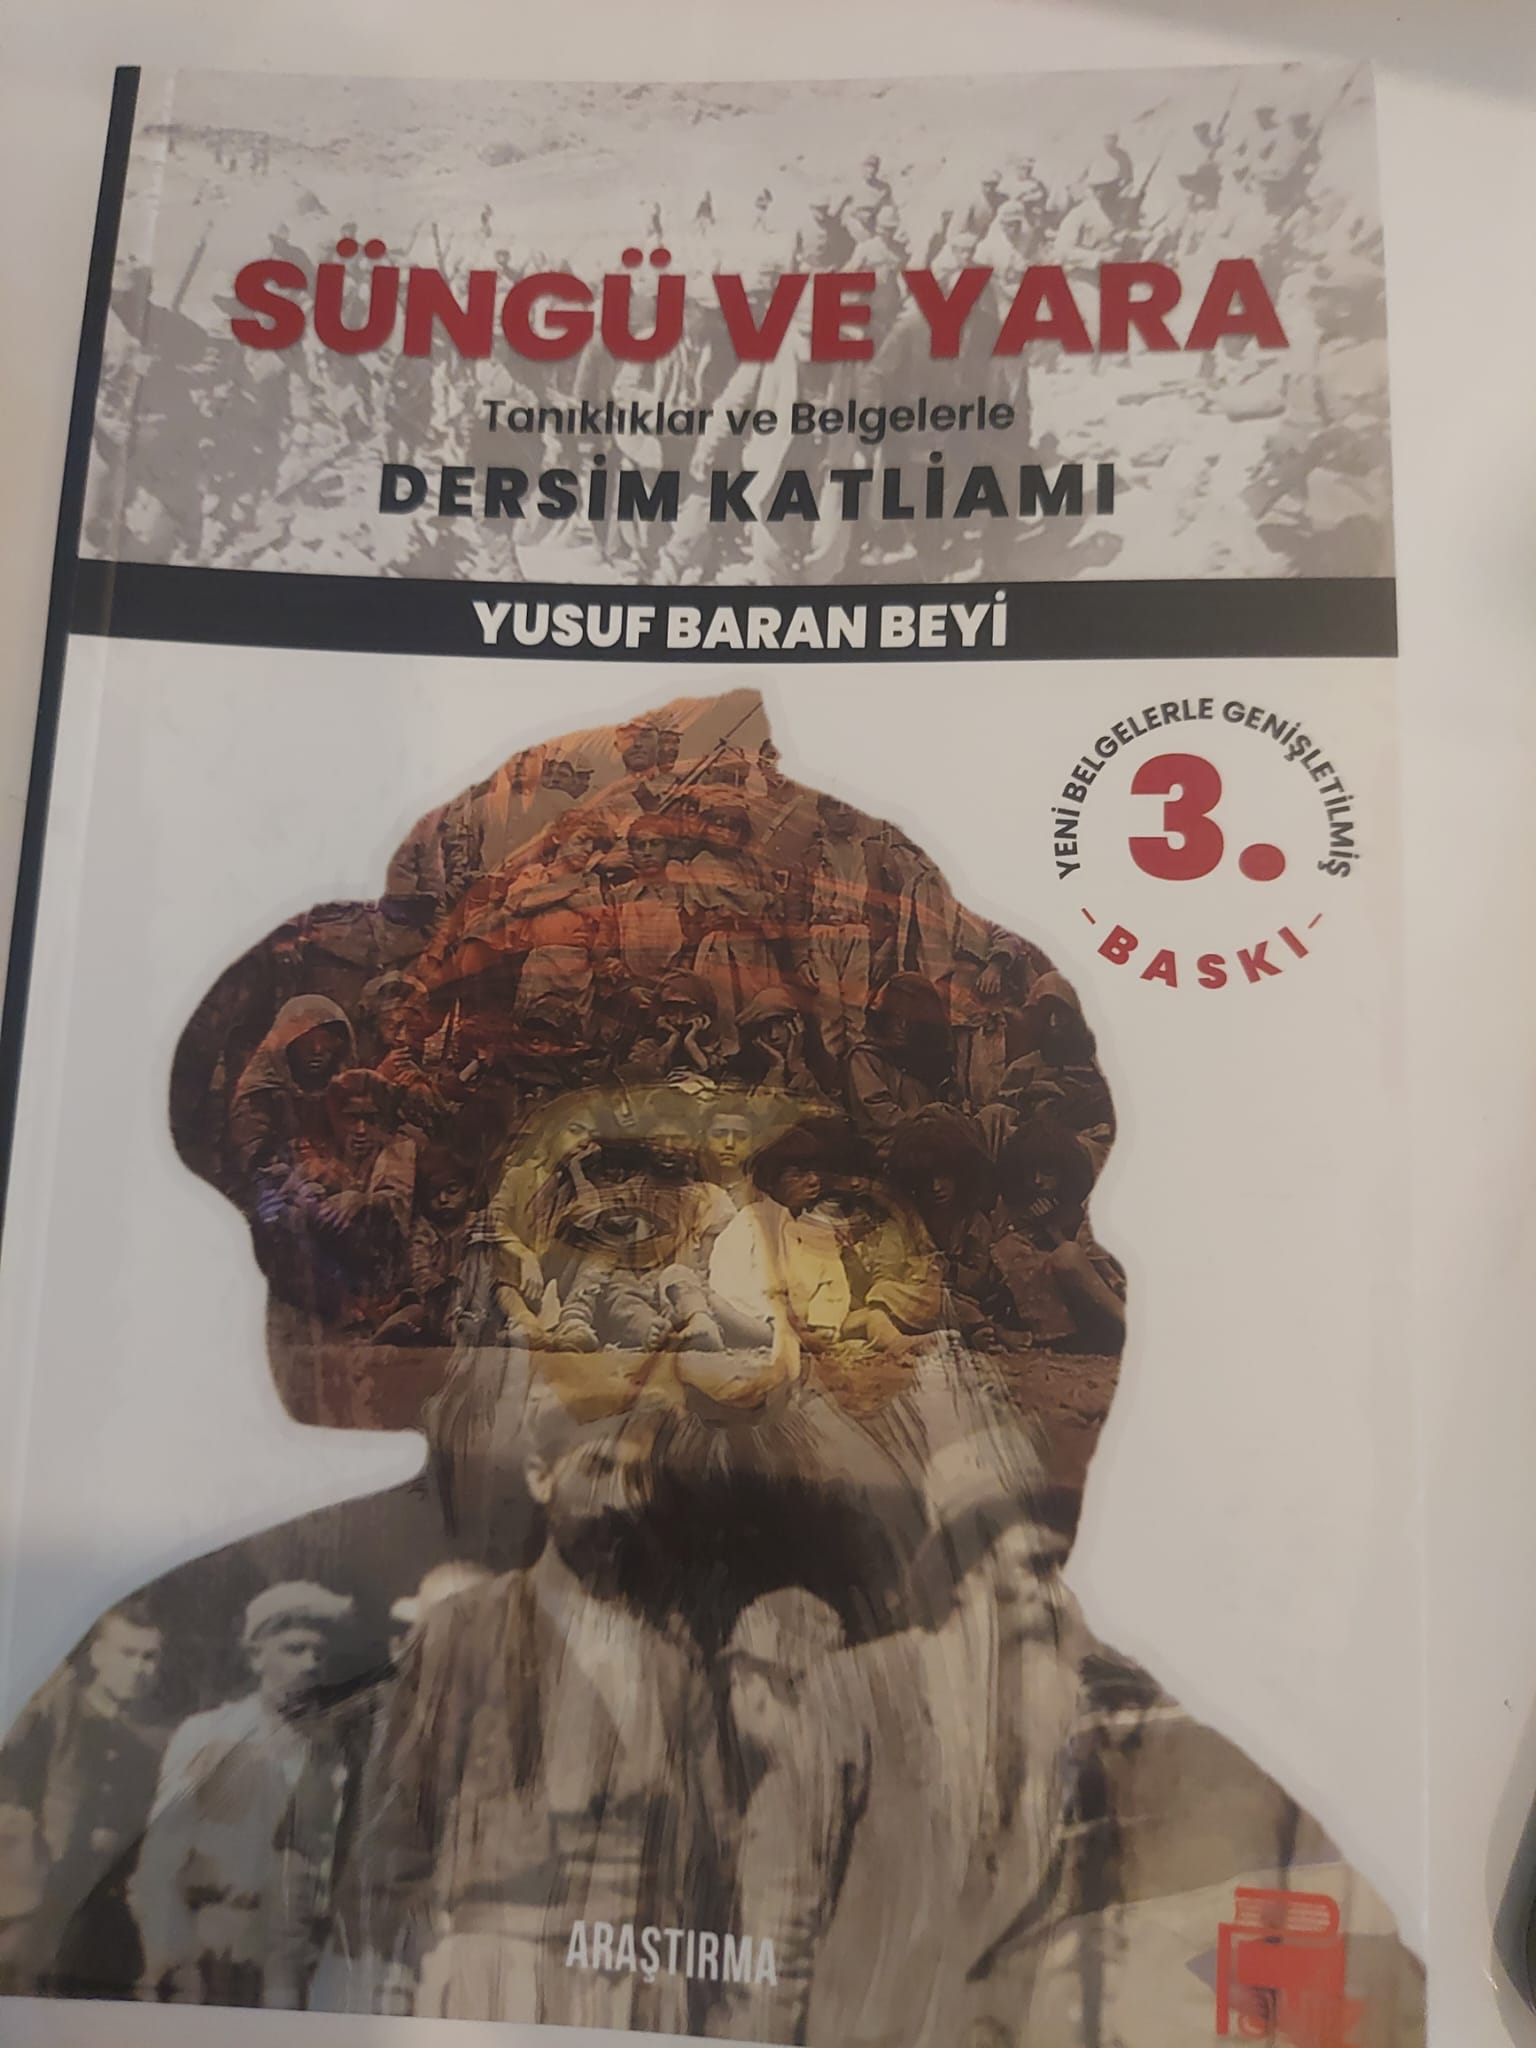 SÜNGÜ VE YARA
Tanıklıklar ve Belgelerle
DERSİM KATLİAMI
YUSUF BARAN BEYİ
YENİ BELGELERLE GENİŞLETİLMİŞ
3.
- BASKI -
ARAŞTIRMA